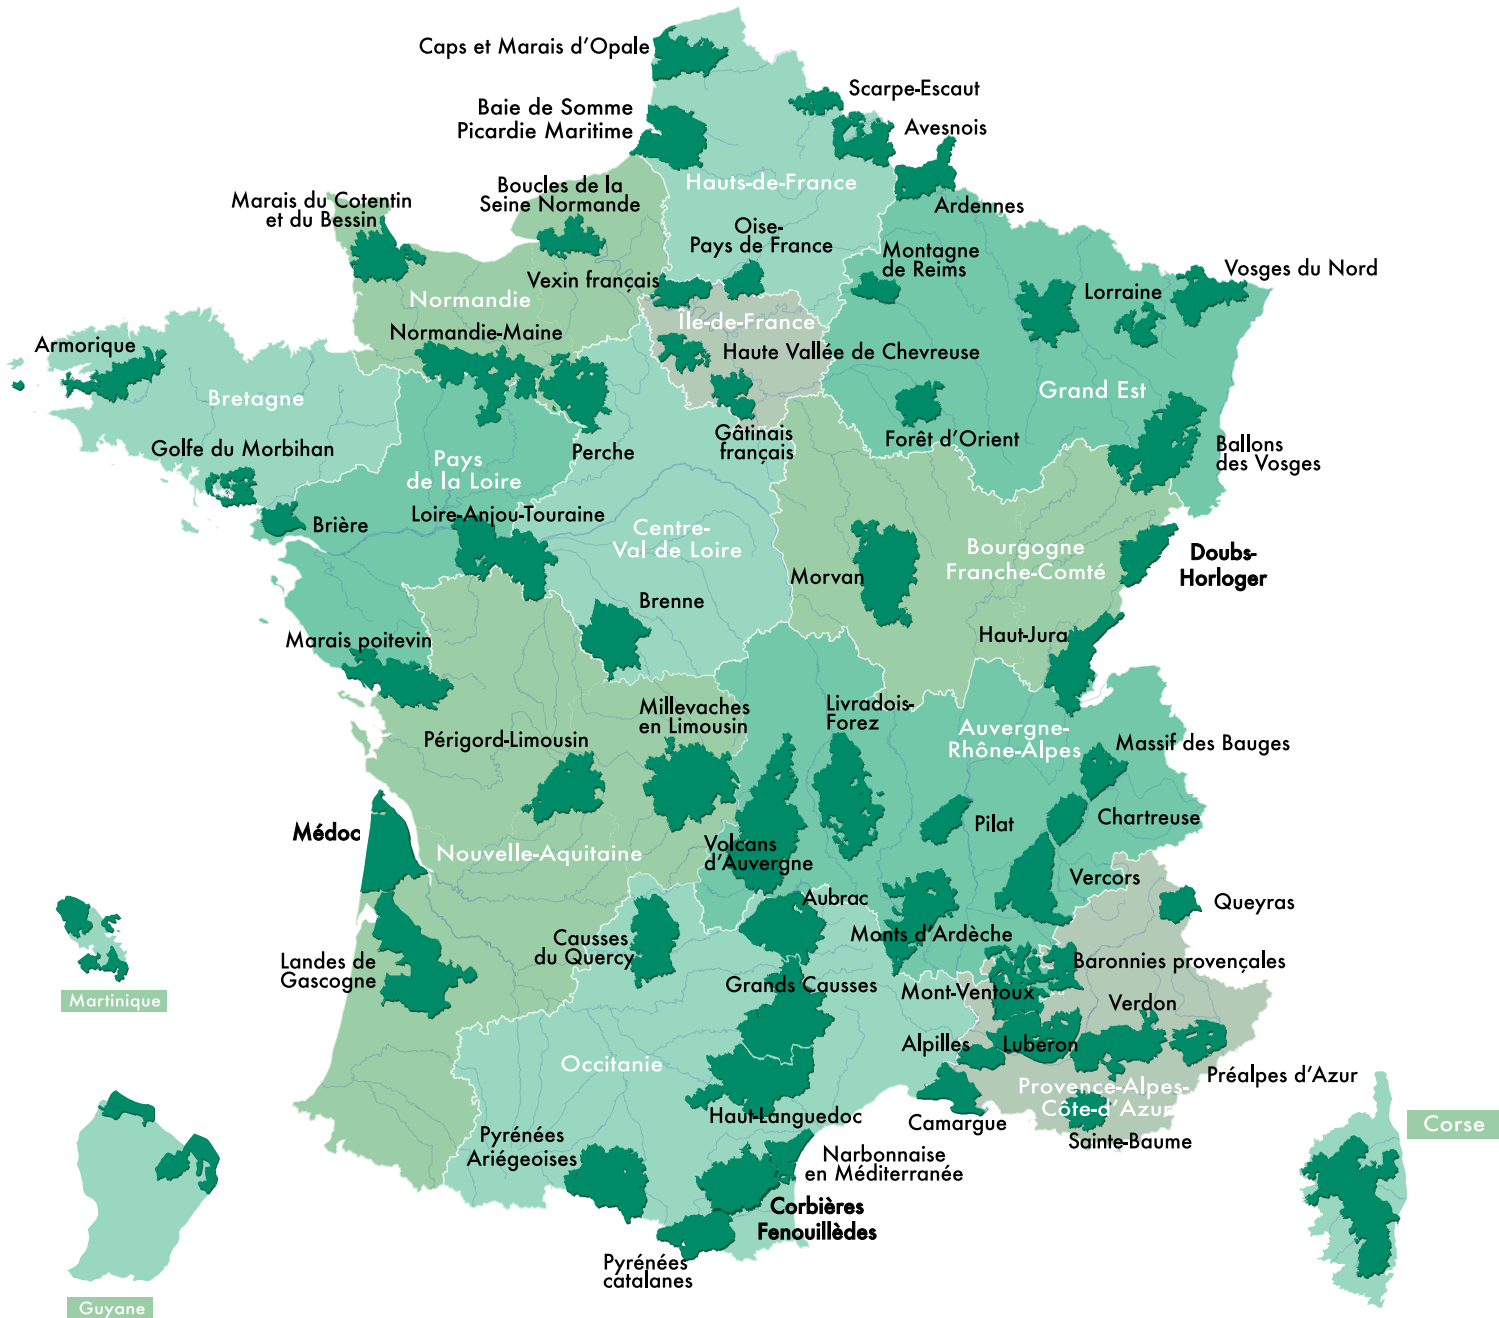 Caps et Marais d'Opale
Scarpe-Escaut
Baie de Somme
Picardie Maritime
Avesnois
Hauts-de-France
Boucles de la
Seine Normande
Marais du Cotentin
et du Bessin
Ardennes
Oise-
Pays de France
Montagne
de Reims
Vosges du Nord
Vexin français
Lorraine
Normandie
Île-de-France
Normandie-Maine
Armorique
Haute Vallée de Chevreuse
Grand Est
Bretagne
Gâtinais
français
Forêt d'Orient
Ballons
des Vosges
Golfe du Morbihan
Perche
Pays
de la Loire
Loire-Anjou-Touraine
Brière
Centre-
Val de Loire
Bourgogne
Franche-Comté
Doubs-
Horloger
Morvan
Brenne
Haut-Jura
Marais poitevin
Millevaches
en Limousin
Livradois-
Forez
Auvergne-
Rhône-Alpes
Périgord-Limousin
Massif des Bauges
Médoc
Pilat
Chartreuse
Nouvelle-Aquitaine
Volcans
d'Auvergne
Vercors
Aubrac
Queyras
Causses
du Quercy
Monts d'Ardèche
Landes de
Gascogne
Baronnies provençales
Martinique
Grands Causses
Mont-Ventoux
Verdon
Alpilles
Luberon
Occitanie
Préalpes d'Azur
Provence-Alpes-
Côte-d'Azur
Haut-Languedoc
Camargue
Corse
Sainte-Baume
Pyrénées
Ariégeoises
Narbonnaise
en Méditerranée
Corbières
Fenouillèdes
Pyrénées
catalanes
Guyane